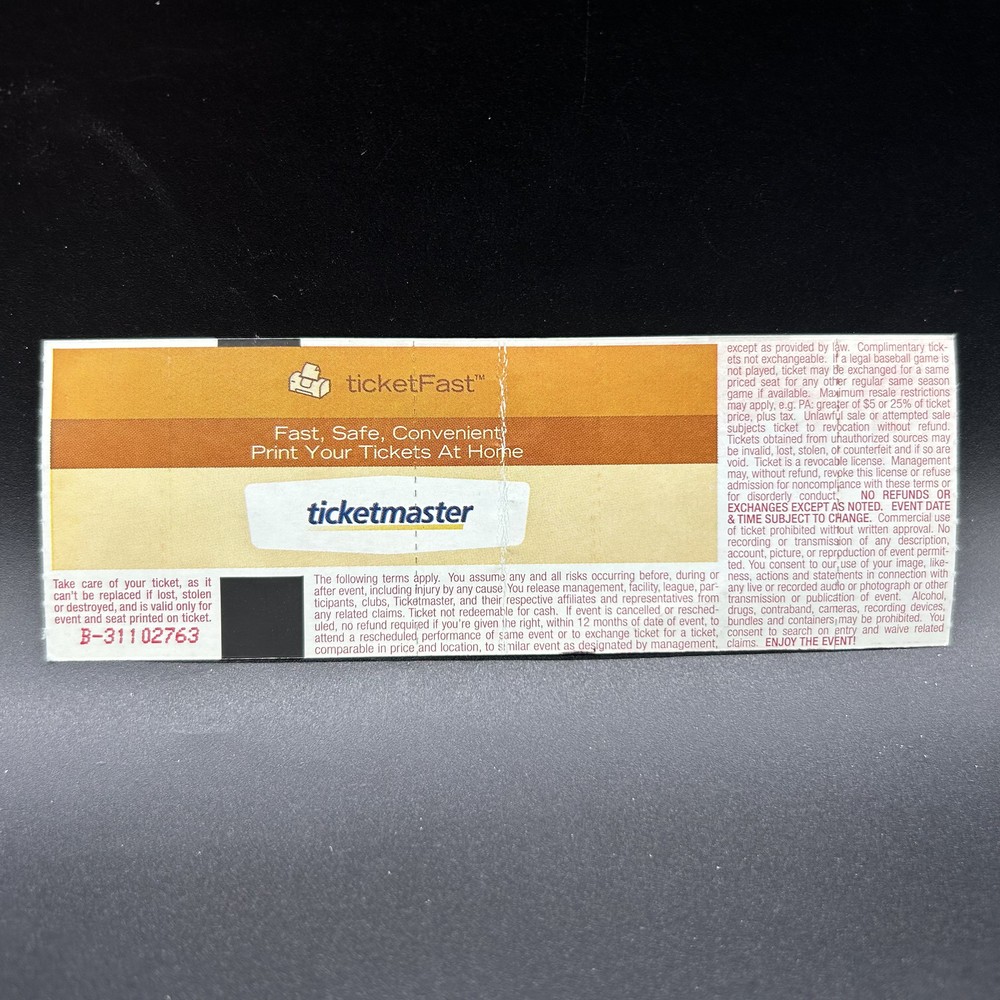 ticketFast™
Fast, Safe, Convenient
Print Your Tickets At Home
ticketmaster
Take care of your ticket, as it
can't be replaced if lost, stolen
or destroyed, and is valid only for
event and seat printed on ticket.
B-31102763
The following terms apply. You assume any and all risks occurring before, during or
after event, including injury by any cause. You release management, facility, league, par-
ticipants, clubs, Ticketmaster, and their respective affiliates and representatives from
any related claims. Ticket not redeemable for cash. If event is cancelled or resched-
uled, no refund required if you're given the right, within 12 months of date of event, to
attend a rescheduled performance of same event or to exchange ticket for a ticket,
comparable in price and location, to similar event as designated by management,
except as provided by law. Complimentary tick-
ets not exchangeable. If a legal baseball game is
not played, ticket may be exchanged for a same
priced seat for any other regular same season
game if available. Maximum resale restrictions
may apply, e.g. PA: greater of $5 or 25% of ticket
price, plus tax. Unlawful sale or attempted sale
subjects ticket to revocation without refund.
Tickets obtained from unauthorized sources may
be invalid, lost, stolen, or counterfeit and if so are
void. Ticket is a revocable license. Management
may, without refund, revoke this license or refuse
admission for noncompliance with these terms or
for disorderly conduct. NO REFUNDS OR
EXCHANGES EXCEPT AS NOTED. EVENT DATE
& TIME SUBJECT TO CHANGE. Commercial use
of ticket prohibited without written approval. No
recording or transmission of any description,
account, picture, or reproduction of event permit-
ted. You consent to our use of your image, like-
ness, actions and statements in connection with
any live or recorded audio or photograph or other
transmission or publication of event. Alcohol,
drugs, contraband, cameras, recording devices,
bundles and containers may be prohibited. You
consent to search on entry and waive related
claims. ENJOY THE EVENT!